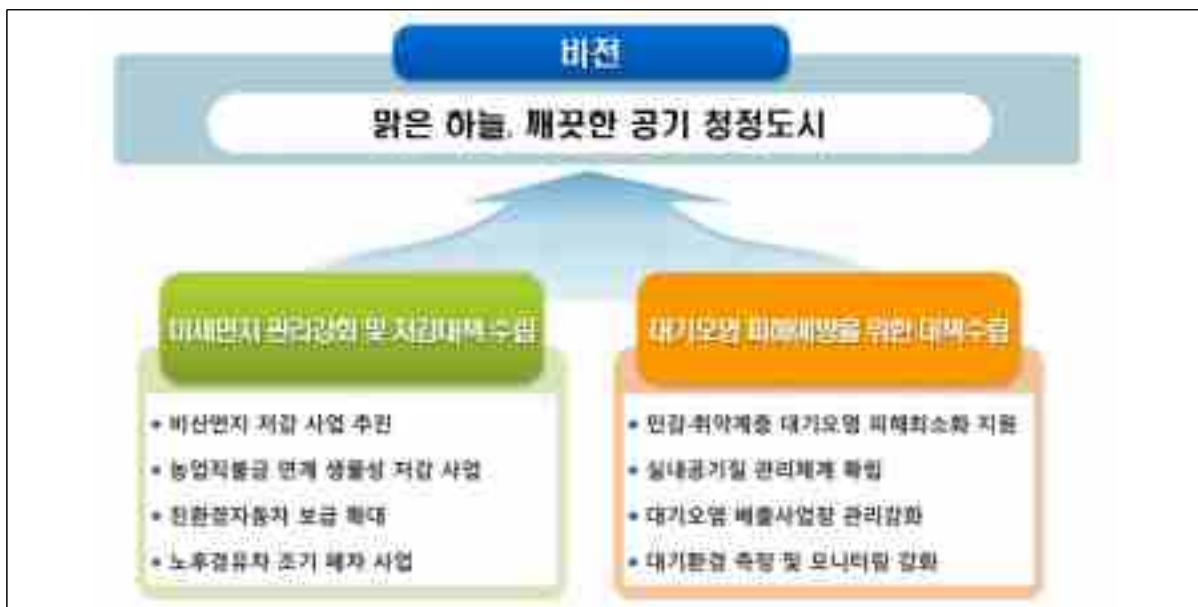 비전
맑은 하늘, 깨끗한 공기 청정도시
미세먼지 관리강화 및 저감대책 수립
• 비산먼지 저감 사업 추진
• 농업직불금 연계 생물성 저감 사업
• 친환경자동차 보급 확대
• 노후경유차 조기 폐차 사업
대기오염 피해예방을 위한 대책수립
• 민감·취약계층 대기오염 피해최소화 지원
• 실내공기질 관리체계 확립
• 대기오염 배출사업장 관리강화
• 대기환경 측정 및 모니터링 강화